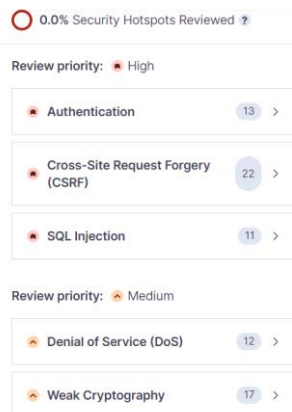 0.0% Security Hotspots Reviewed ?
Review priority: High
Authentication 13
Cross-Site Request Forgery
(CSRF) 22
SQL Injection 11
Review priority: Medium
Denial of Service (DoS) 12
Weak Cryptography 17